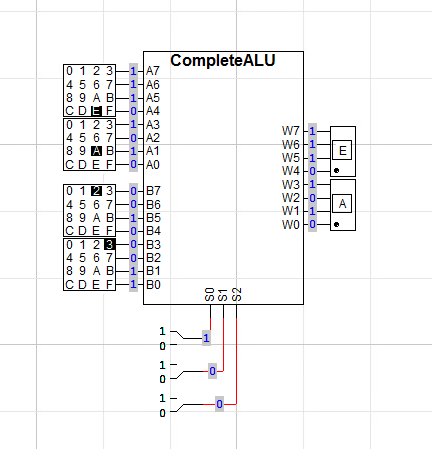 CompleteALU
0 1 2 3 1 A7
4 5 6 7 1 A6
8 9 A B 1 A5
C D E F 0 A4
0 1 2 3 1 A3
4 5 6 7 0 A2
8 9 A B 1 A1
C D E F 0 A0
0 1 2 3 0 B7
4 5 6 7 0 B6
8 9 A B 1 B5
C D E F 0 B4
0 1 2 3 0 B3
4 5 6 7 0 B2
8 9 A B 1 B1
C D E F 1 B0
W7 1
W6 1
W5 1
W4 0
E
W3 1
W2 0
W1 1
W0 0
A
S0 S1 S2
1
0
1
1
0
0
1
0
0